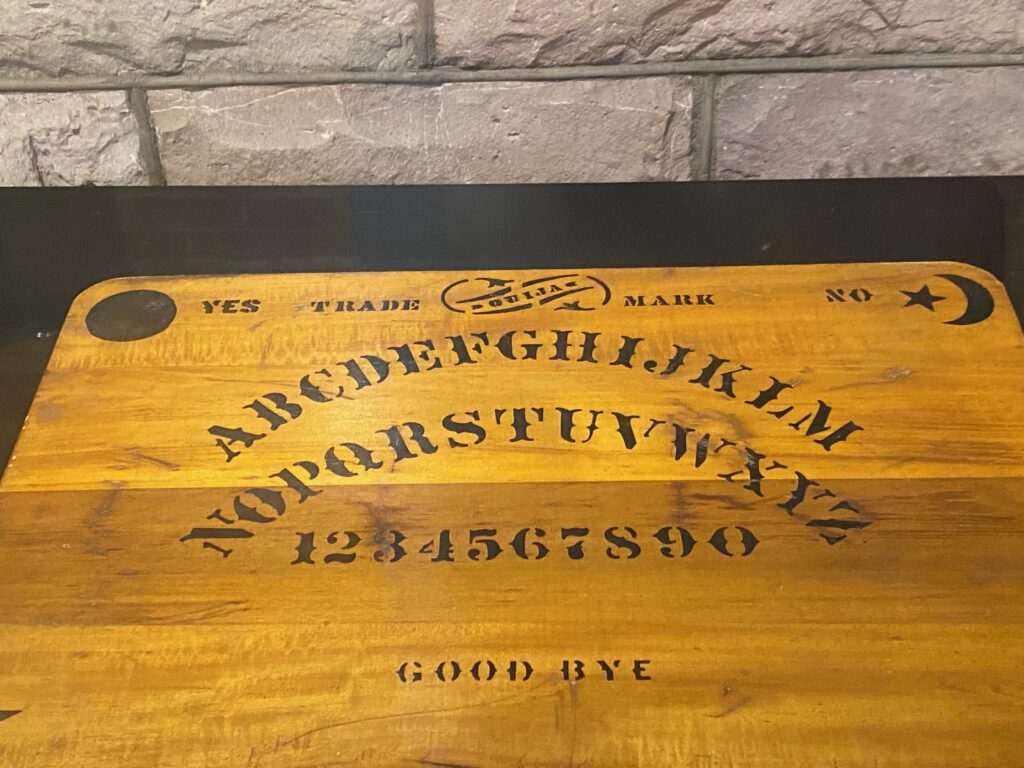 YES TRADE OUIJA MARK NO
ABCDEFGHIJKLM
NOPQRSTUVWXYZ
1234567890
GOOD BYE